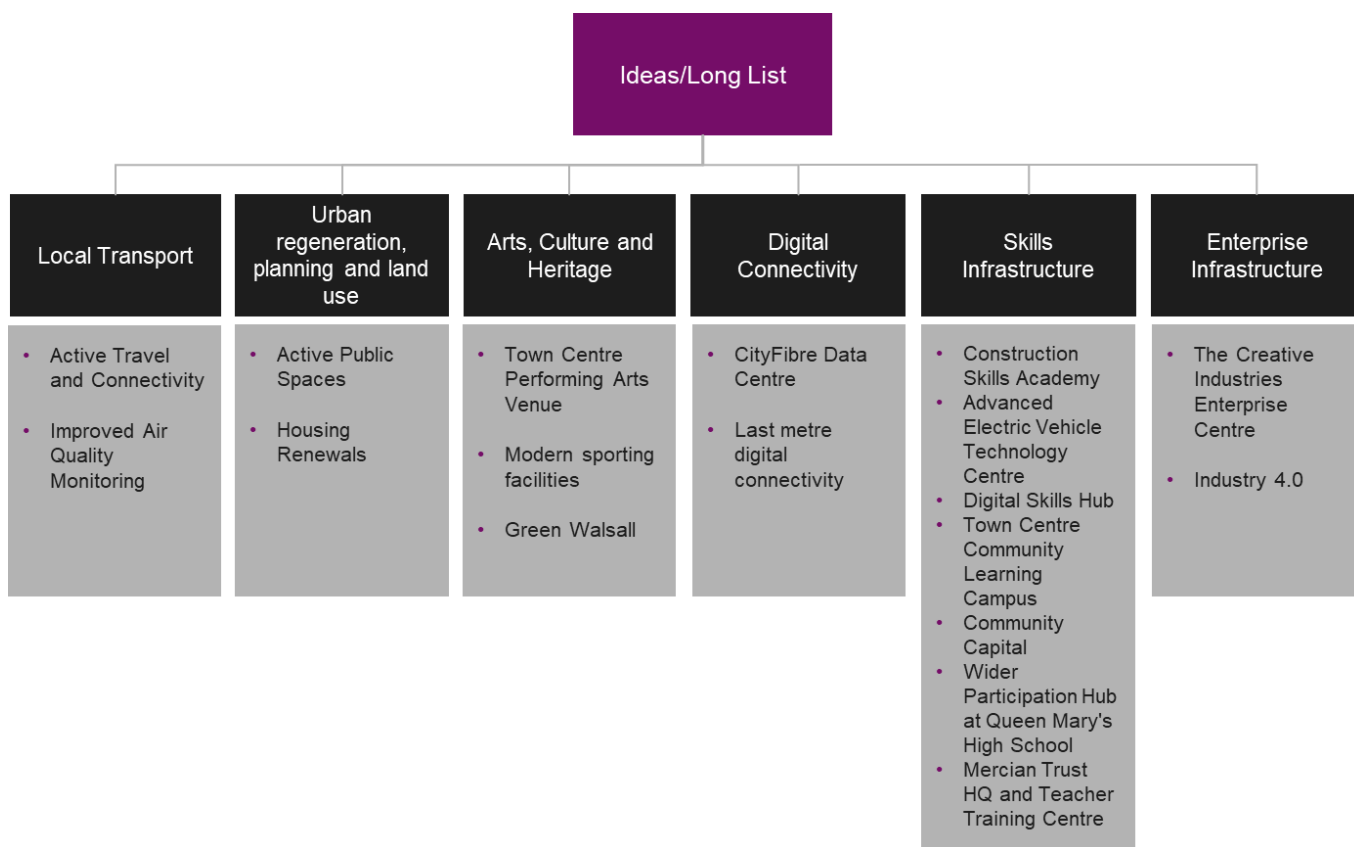 Ideas/Long List
Local Transport
Urban
regeneration,
planning and land
use
Arts, Culture and
Heritage
Digital
Connectivity
Skills
Infrastructure
Enterprise
Infrastructure
• Active Travel
and Connectivity
• Improved Air
Quality
Monitoring
• Active Public
Spaces
• Housing
Renewals
• Town Centre
Performing Arts
Venue
• Modern sporting
facilities
• Green Walsall
• CityFibre Data
Centre
• Last metre
digital
connectivity
• Construction
Skills Academy
• Advanced
Electric Vehicle
Technology
Centre
• Digital Skills Hub
• Town Centre
Community
Learning
Campus
• Community
Capital
• Wider
Participation Hub
at Queen Mary's
High School
• Mercian Trust
HQ and Teacher
Training Centre
• The Creative
Industries
Enterprise
Centre
• Industry 4.0